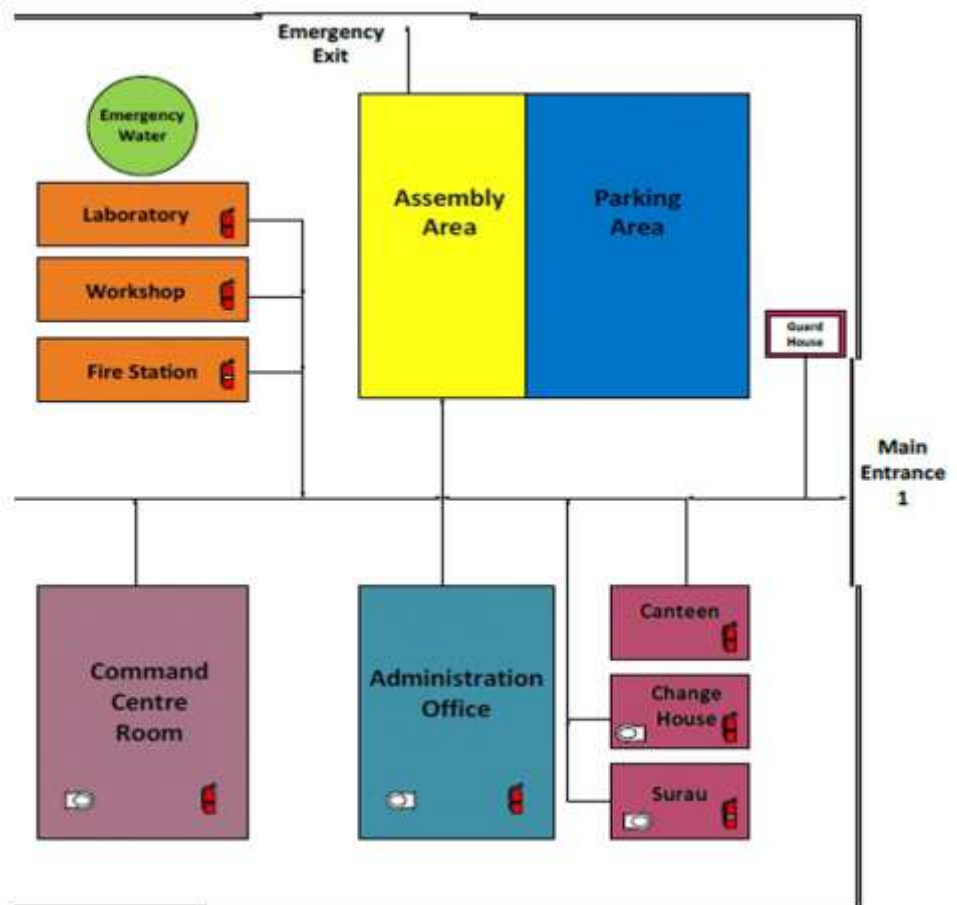 Emergency
Exit
Emergency
Water
Laboratory
Workshop
Fire Station
Assembly
Area
Parking
Area
Guard
House
Main
Entrance
1
Command
Centre
Room
Administration
Office
Canteen
Change
House
Surau